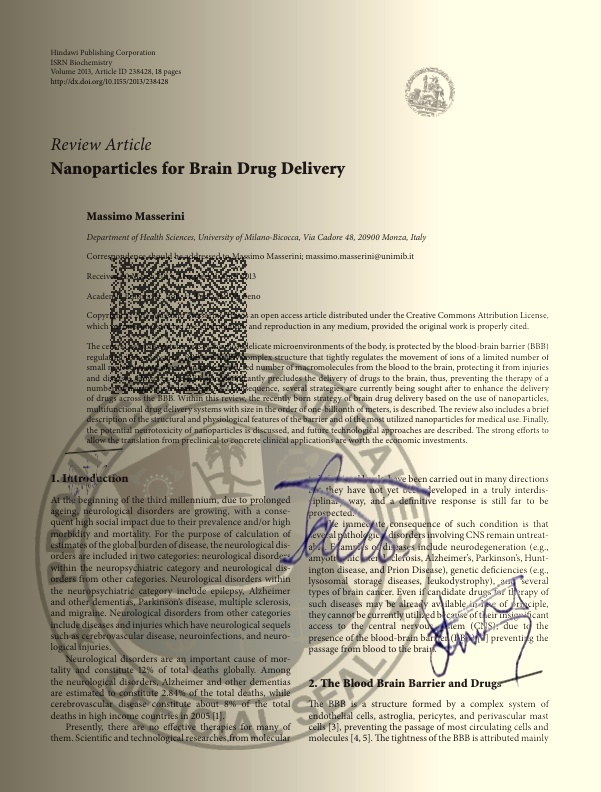 Hindawi Publishing Corporation
ISRN Biochemistry
Volume 2013, Article ID 238428, 18 pages
http://dx.doi.org/10.1155/2013/238428
Review Article
Nanoparticles for Brain Drug Delivery
Massimo Masserini
Department of Health Sciences, University of Milano-Bicocca, Via Cadore 48, 20900 Monza, Italy
Correspondence should be addressed to Massimo Masserini; massimo.masserini@unimib.it
2013
an open access article distributed under the Creative Commons Attribution License,
which and reproduction in any medium, provided the original work is properly cited.
The delicate microenvironments of the body, is protected by the blood-brain barrier (BBB)
complex structure that tightly regulates the movement of ions of a limited number of
small number of macromolecules from the blood to the brain, protecting it from injuries
and precludes the delivery of drugs to the brain, thus, preventing the therapy of a
several strategies are currently being sought after to enhance the delivery
of drugs across the BBB. Within this review, the recently born strategy of brain drug delivery based on the use of nanoparticles,
multifunctional drug delivery systems with size in the order of one-billionth of meters, is described. The review also includes a brief
description of the structural and physiological features of the barrier and of the most utilized nanoparticles for medical use. Finally,
the potential neurotoxicity of nanoparticles is discussed, and future technological approaches are described. The strong efforts to
allow the translation from preclinical to concrete clinical applications are worth the economic investments.
1. Introduction
At the beginning of the third millennium, due to prolonged
ageing, neurological disorders are growing, with a conse-
quent high social impact due to their prevalence and/or high
morbidity and mortality. For the purpose of calculation of
estimates of the global burden of disease, the neurological dis-
orders are included in two categories: neurological disorders
within the neuropsychiatric category and neurological dis-
orders from other categories. Neurological disorders within
the neuropsychiatric category include epilepsy, Alzheimer
and other dementias, Parkinson's disease, multiple sclerosis,
and migraine. Neurological disorders from other categories
include diseases and injuries which have neurological sequels
such as cerebrovascular disease, neuroinfections, and neuro-
logical injuries.
Neurological disorders are an important cause of mor-
tality and constitute 12% of total deaths globally. Among
the neurological disorders, Alzheimer and other dementias
are estimated to constitute 2.84% of the total deaths, while
cerebrovascular disease constitute about 8% of the total
deaths in high income countries in 2005 [1].
Presently, there are no effective therapies for many of
them. Scientific and technological researches, from molecular
have been carried out in many directions
they have not yet been developed in a truly interdis-
ciplinary way, and a definitive response is still far to be
prospected.
The immediate consequence of such condition is that
several pathological disorders involving CNS remain untreat-
able. Examples of diseases include neurodegeneration (e.g.,
amyotrophic lateral sclerosis, Alzheimer's, Parkinson's, Hunt-
ington disease, and Prion Disease), genetic deficiencies (e.g.,
lysosomal storage diseases, leukodystrophy), and several
types of brain cancer. Even if candidate drugs for therapy of
such diseases may be already available in line of principle,
they cannot be currently utilized because of their insignificant
access to the central nervous system (CNS), due to the
presence of the blood-brain barrier (BBB) [2] preventing the
passage from blood to the brain.
2. The Blood Brain Barrier and Drugs
The BBB is a structure formed by a complex system of
endothelial cells, astroglia, pericytes, and perivascular mast
cells [3], preventing the passage of most circulating cells and
molecules [4, 5]. The tightness of the BBB is attributed mainly
SEAL